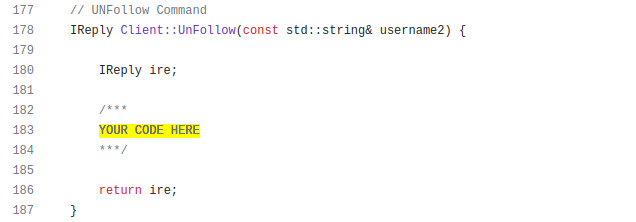 177 // UNFollow Command
178 IReply Client::UnFollow(const std::string& username2) {
179
180 IReply ire;
181
182 /***
183 YOUR CODE HERE
184 ***/
185
186 return ire;
187 }